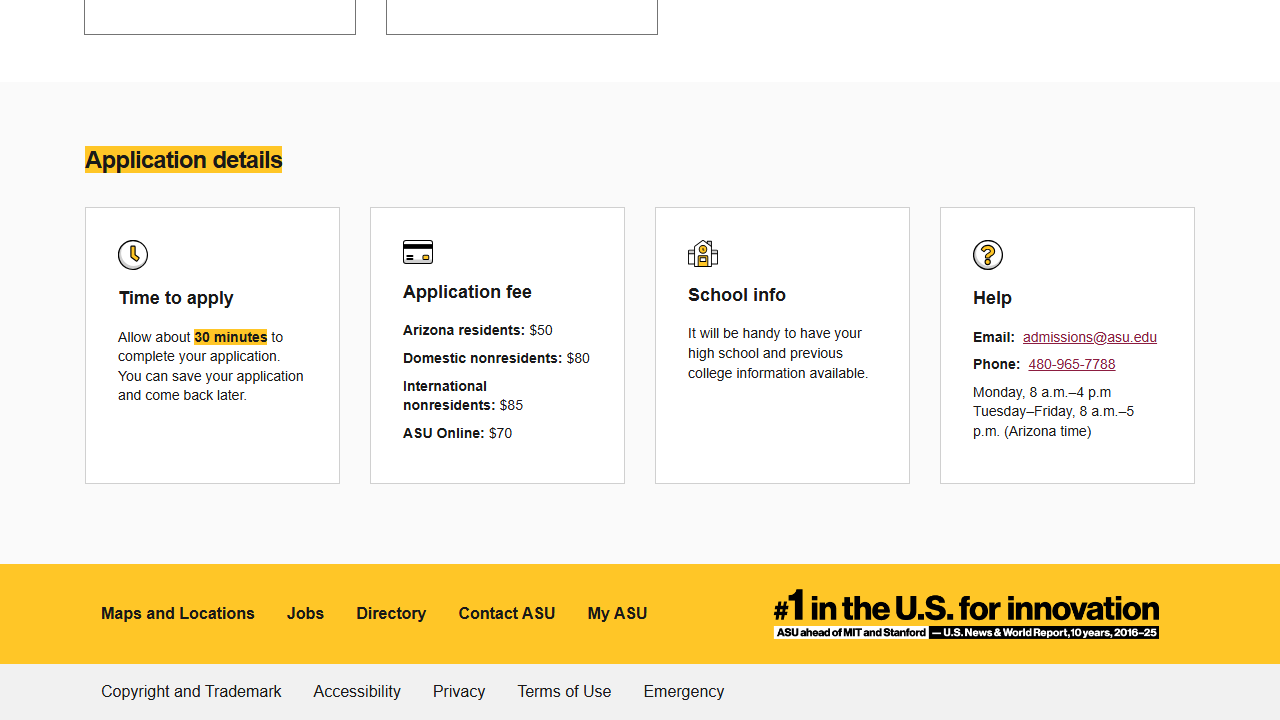 Application details
Time to apply
Allow about 30 minutes to
complete your application.
You can save your application
and come back later.
Application fee
Arizona residents: $50
Domestic nonresidents: $80
International
nonresidents: $85
ASU Online: $70
School info
It will be handy to have your
high school and previous
college information available.
Help
Email: admissions@asu.edu
Phone: 480-965-7788
Monday, 8 a.m.–4 p.m
Tuesday–Friday, 8 a.m.–5
p.m. (Arizona time)
Maps and Locations Jobs Directory Contact ASU My ASU
#1 in the U.S. for innovation
ASU ahead of MIT and Stanford — U.S. News & World Report, 10 years, 2016–25
Copyright and Trademark Accessibility Privacy Terms of Use Emergency